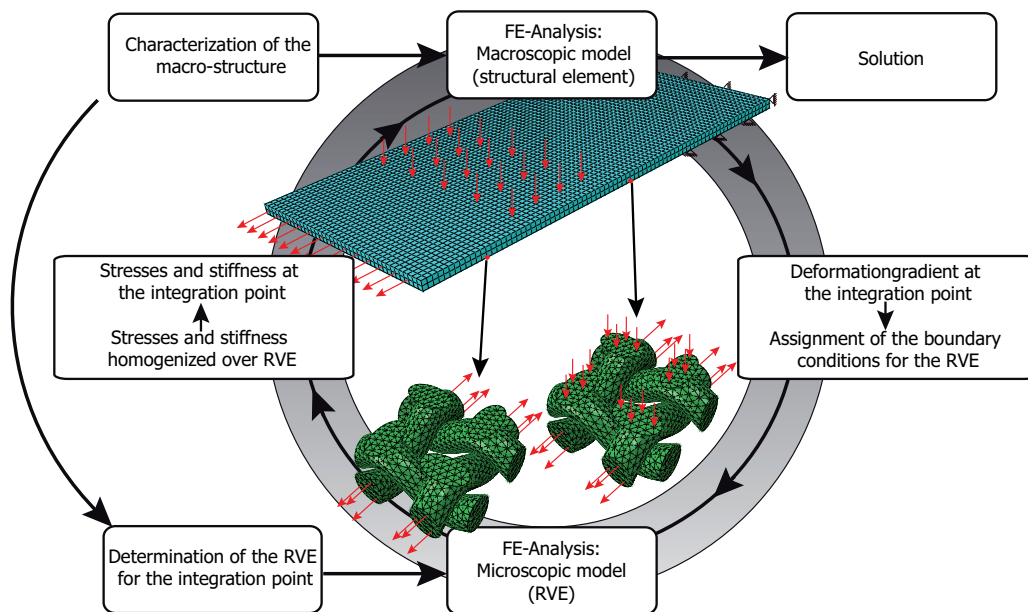 Characterization of the
macro-structure
FE-Analysis:
Macroscopic model
(structural element)
Solution
Stresses and stiffness at
the integration point
Stresses and stiffness
homogenized over RVE
Deformationgradient at
the integration point
Assignment of the boundary
conditions for the RVE
Determination of the RVE
for the integration point
FE-Analysis:
Microscopic model
(RVE)